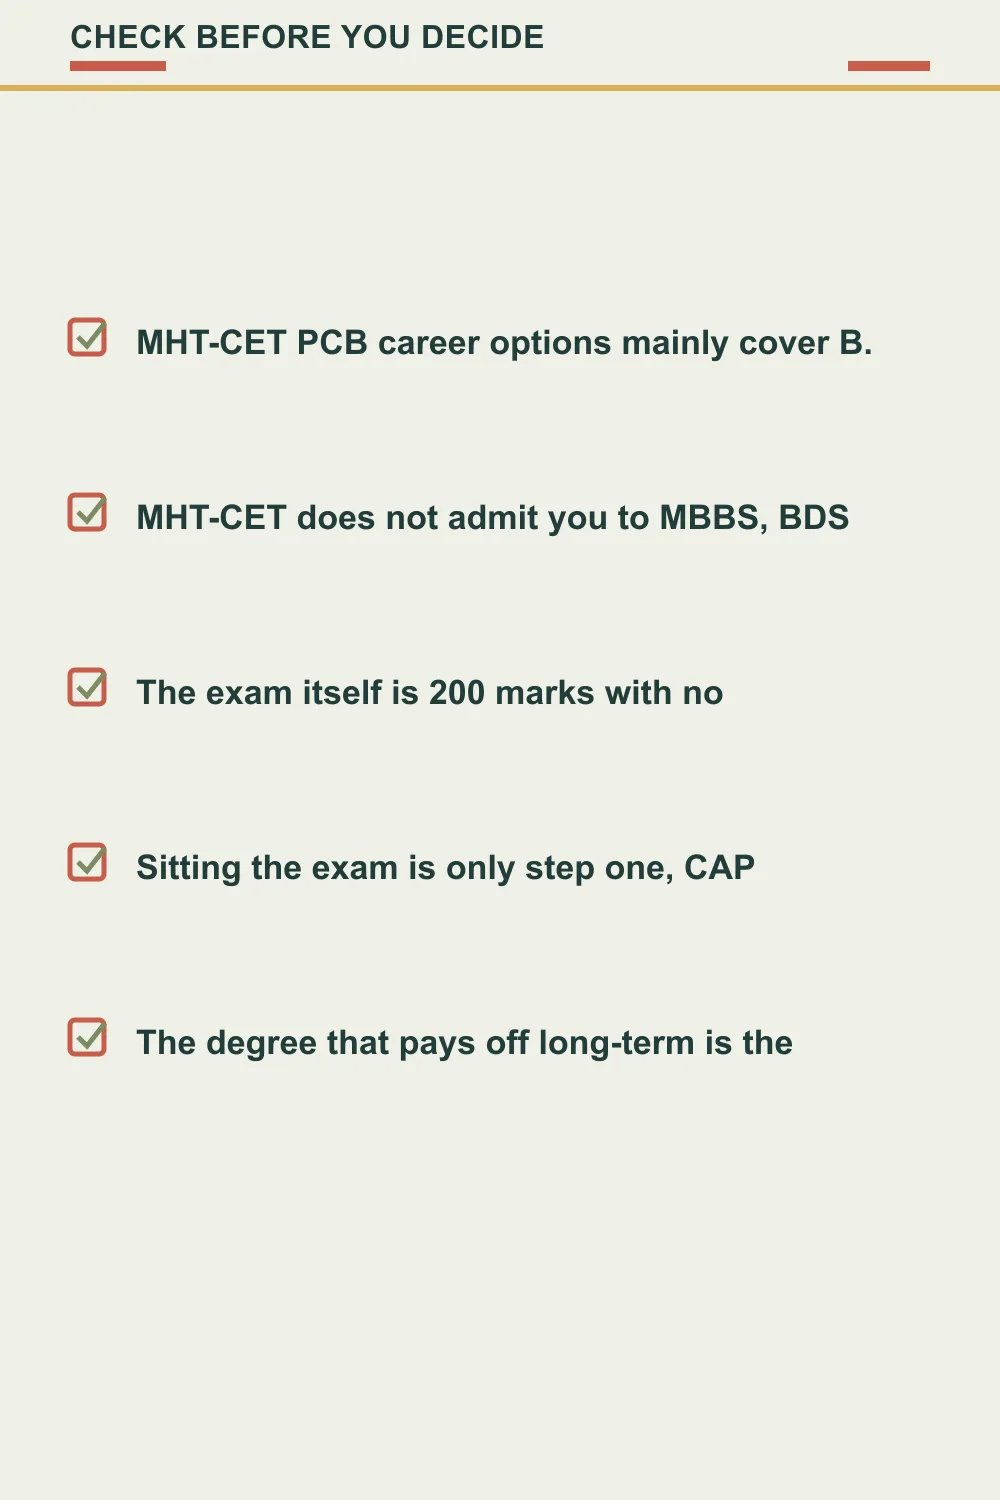 CHECK BEFORE YOU DECIDE
MHT-CET PCB career options mainly cover B.
MHT-CET does not admit you to MBBS, BDS
The exam itself is 200 marks with no
Sitting the exam is only step one, CAP
The degree that pays off long-term is the